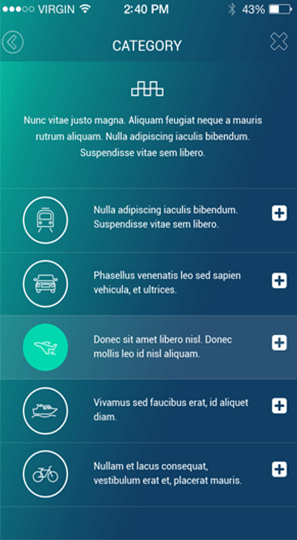 VIRGIN 2:40 PM 43%
CATEGORY
Nunc vitae justo magna. Aliquam feugiat neque a mauris
rutrum aliquam. Nulla adipiscing iaculis bibendum.
Suspendisse vitae sem libero.
Nulla adipiscing iaculis bibendum.
Suspendisse vitae sem libero.
Phasellus venenatis leo sed sapien
vehicula, et ultrices.
Donec sit amet libero nisl. Donec
mollis leo id nisl aliquam.
Vivamus sed faucibus erat, id aliquet
diam.
Nullam et lacus consequat,
vestibulum erat et, placerat mauris.